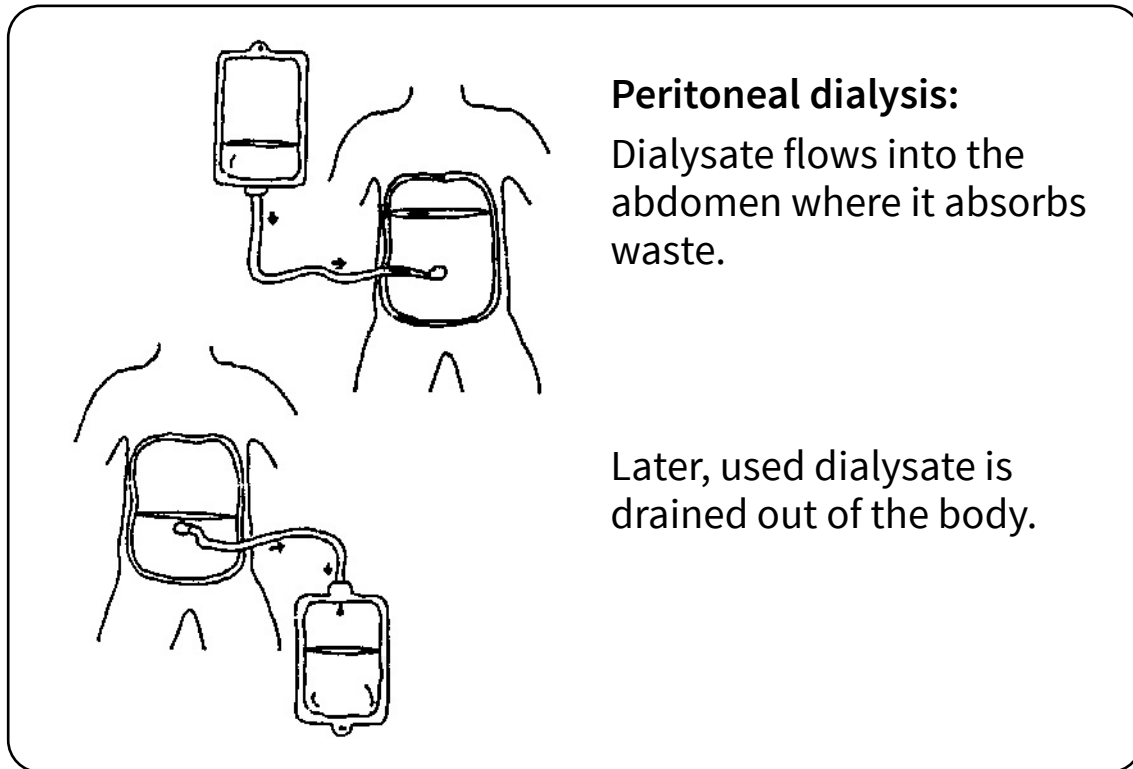 Peritoneal dialysis:
Dialysate flows into the
abdomen where it absorbs
waste.
Later, used dialysate is
drained out of the body.